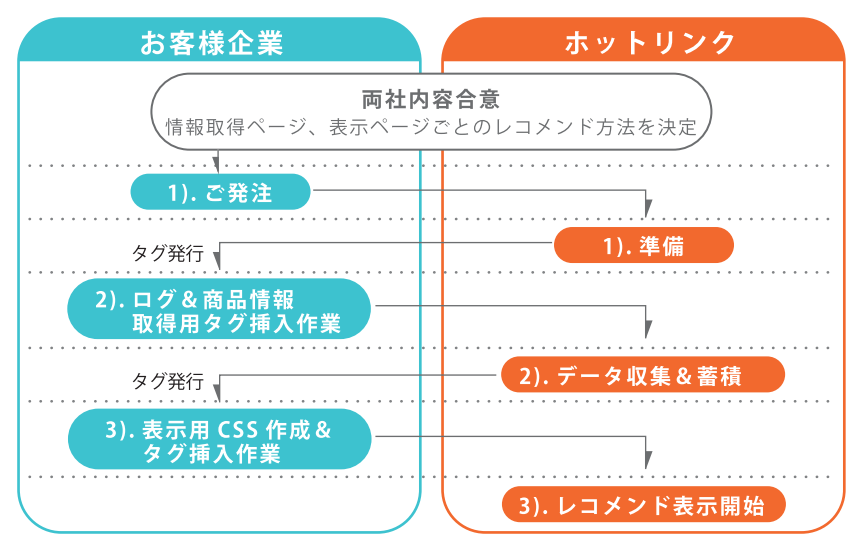 お客様企業
ホットリンク
両社内容合意
情報取得ページ、表示ページごとのレコメンド方法を決定
1). ご発注
1). 準備
タグ発行
2). ログ＆商品情報
取得用タグ挿入作業
2). データ収集＆蓄積
タグ発行
3). 表示用 CSS 作成＆
タグ挿入作業
3). レコメンド表示開始